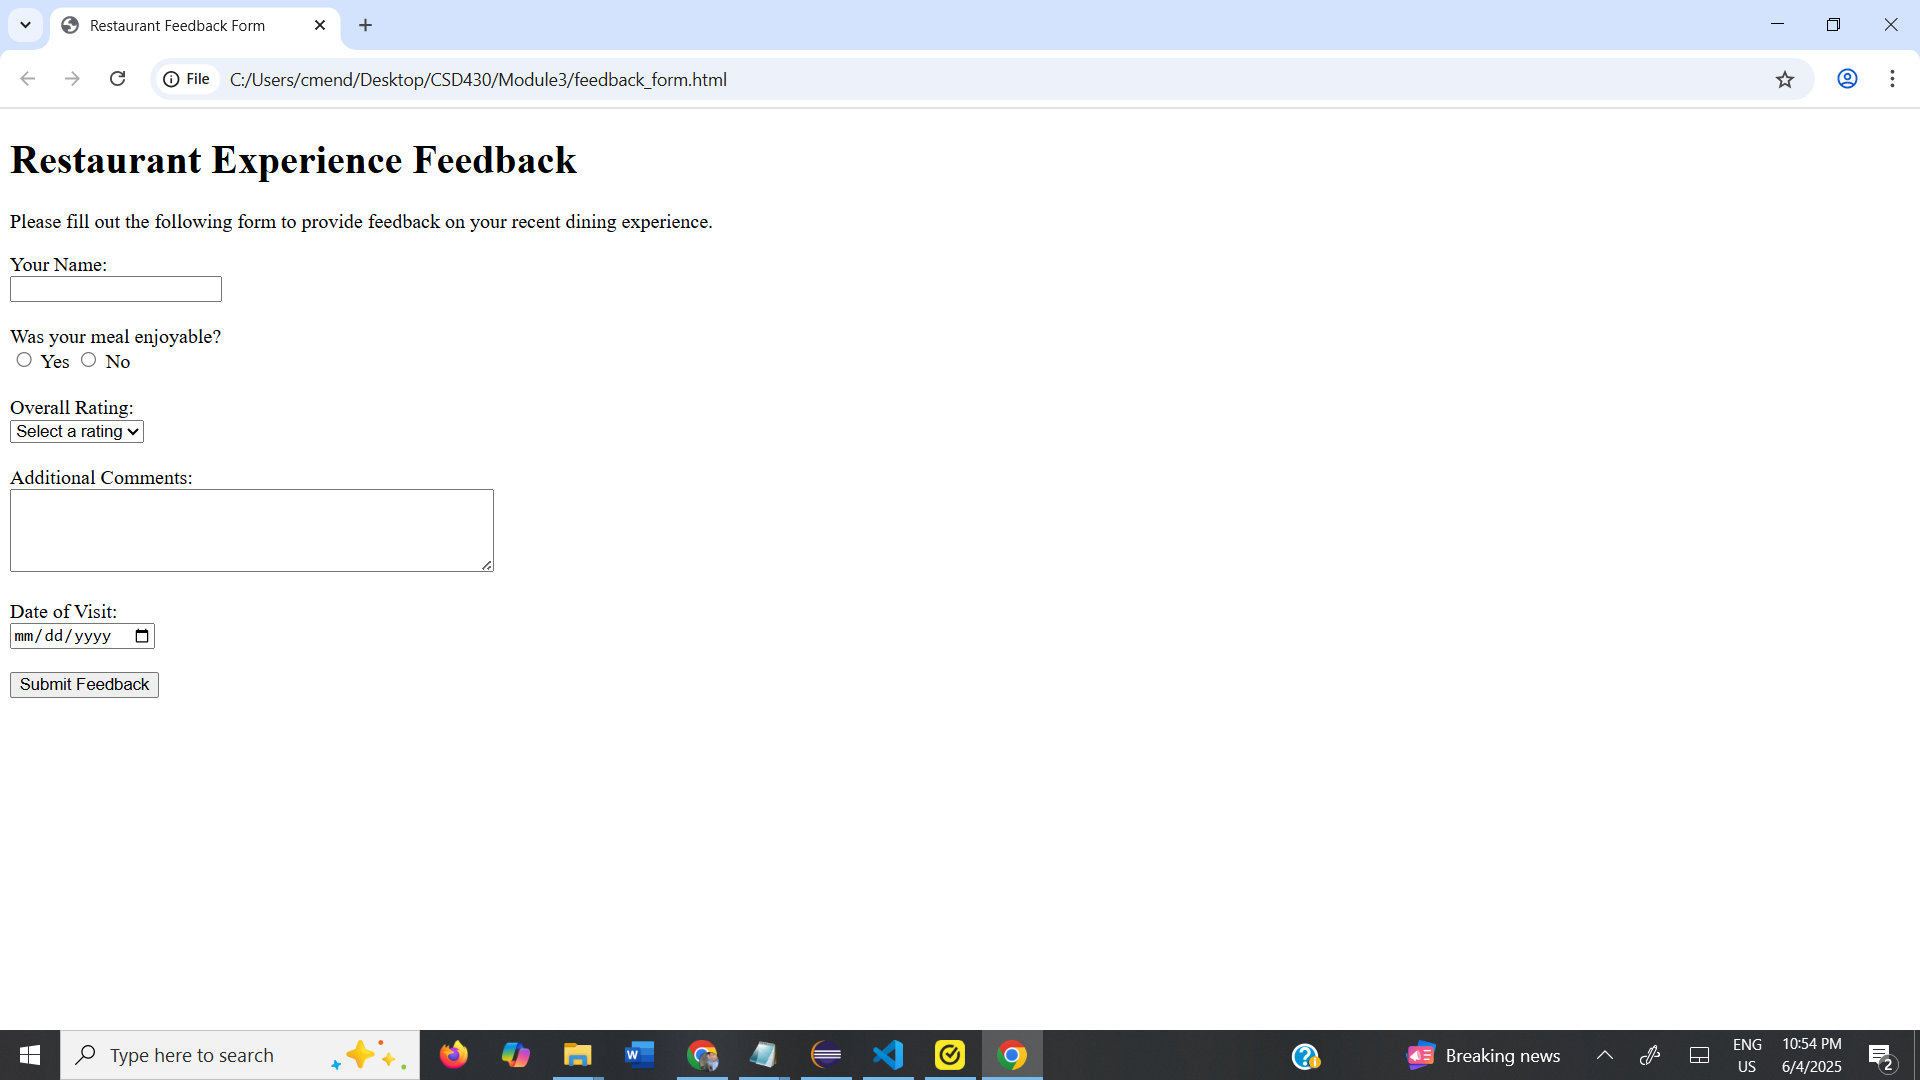 Restaurant Feedback Form
File
C:/Users/cmend/Desktop/CSD430/Module3/feedback_form.html
Restaurant Experience Feedback
Please fill out the following form to provide feedback on your recent dining experience.
Your Name:
Was your meal enjoyable?
Yes No
Overall Rating:
Select a rating
Additional Comments:
Date of Visit:
mm/dd/yyyy
Submit Feedback
Type here to search
W
Breaking news
ENG
US
10:54 PM
6/4/2025
2